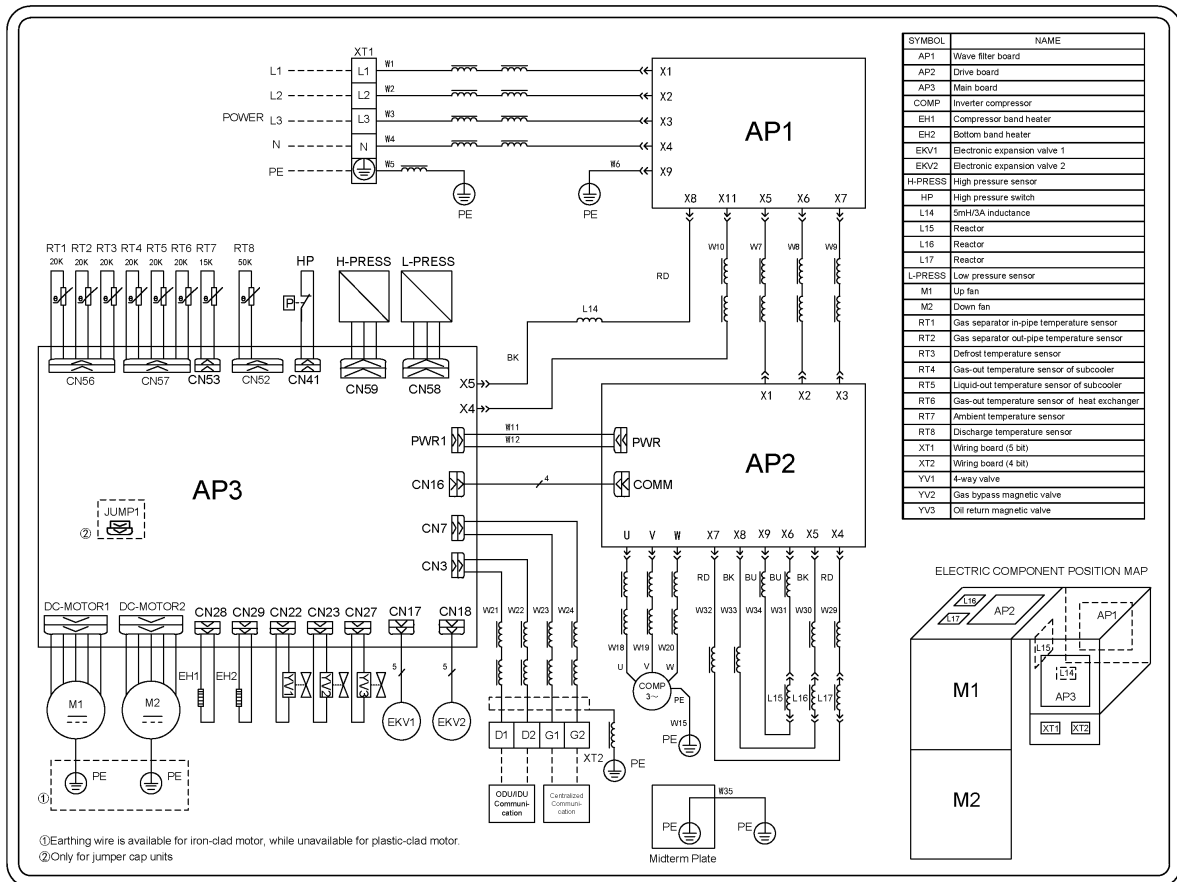 XT1
L1 L1 W1 X1
L2 L2 W2 X2
POWER L3 L3 W3 X3
N N W4 X4
PE W5 W6 X9
PE PE
AP1
X8 X11 X5 X6 X7
W10 W7 W8 W9
RD
L14
BK
RT1 RT2 RT3 RT4 RT5 RT6 RT7 RT8
20K 20K 20K 20K 20K 20K 15K 50K
HP H-PRESS L-PRESS
θ θ θ θ θ θ θ θ P
CN56 CN57 CN53 CN52 CN41 CN59 CN58
X5
X4
X1 X2 X3
PWR1 W11 PWR
W12
CN16 4 COMM
CN7
CN3
AP3
AP2
JUMP1
②
U V W X7 X8 X9 X6 X5 X4
RD BK BU BU BK RD
W32 W33 W34 W31 W30 W29
DC-MOTOR1 DC-MOTOR2 CN28 CN29 CN22 CN23 CN27 CN17 CN18
W21 W22 W23 W24
W18 W19 W20
U V W
COMP
3~
PE
W15
PE
L15 L16 L17
5 5
EH1 EH2 YV1 YV2 YV3
M1 M2 EKV1 EKV2
D1 D2 G1 G2
XT2
PE
PE PE
①
ODU/IDU
Communi-
cation
Centralized
Communi-
cation
W35
PE PE
Midterm Plate
①Earthing wire is available for iron-clad motor, while unavailable for plastic-clad motor.
②Only for jumper cap units
SYMBOL NAME
AP1 Wave filter board
AP2 Drive board
AP3 Main board
COMP Inverter compressor
EH1 Compressor band heater
EH2 Bottom band heater
EKV1 Electronic expansion valve 1
EKV2 Electronic expansion valve 2
H-PRESS High pressure sensor
HP High pressure switch
L14 5mH/3A inductance
L15 Reactor
L16 Reactor
L17 Reactor
L-PRESS Low pressure sensor
M1 Up fan
M2 Down fan
RT1 Gas separator in-pipe temperature sensor
RT2 Gas separator out-pipe temperature sensor
RT3 Defrost temperature sensor
RT4 Gas-out temperature sensor of subcooler
RT5 Liquid-out temperature sensor of subcooler
RT6 Gas-out temperature sensor of heat exchanger
RT7 Ambient temperature sensor
RT8 Discharge temperature sensor
XT1 Wiring board (5 bit)
XT2 Wiring board (4 bit)
YV1 4-way valve
YV2 Gas bypass magnetic valve
YV3 Oil return magnetic valve
ELECTRIC COMPONENT POSITION MAP
L16 AP2 AP1
L17
L15
L14
AP3
M1
XT1 XT2
M2